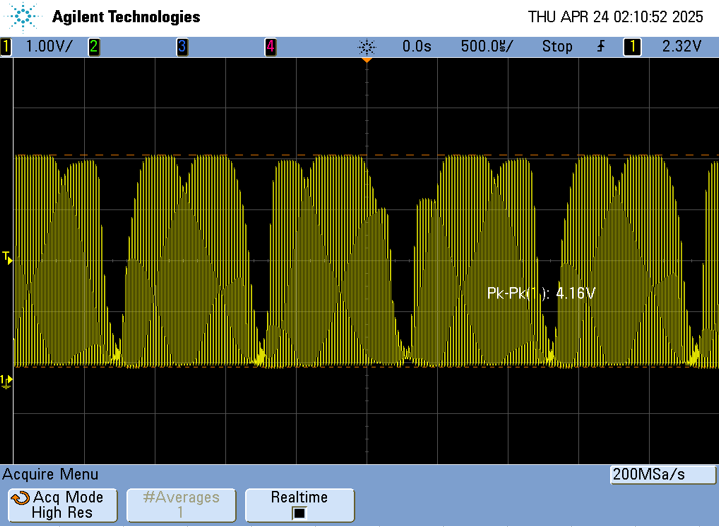 Agilent Technologies
THU APR 24 02:10:52 2025
1 1.00V/ 2 3 4 0.0s 500.0µs/ Stop 1 2.32V
T
Pk-Pk(1): 4.16V
1
Acquire Menu
200MSa/s
Acq Mode
High Res
#Averages
1
Realtime